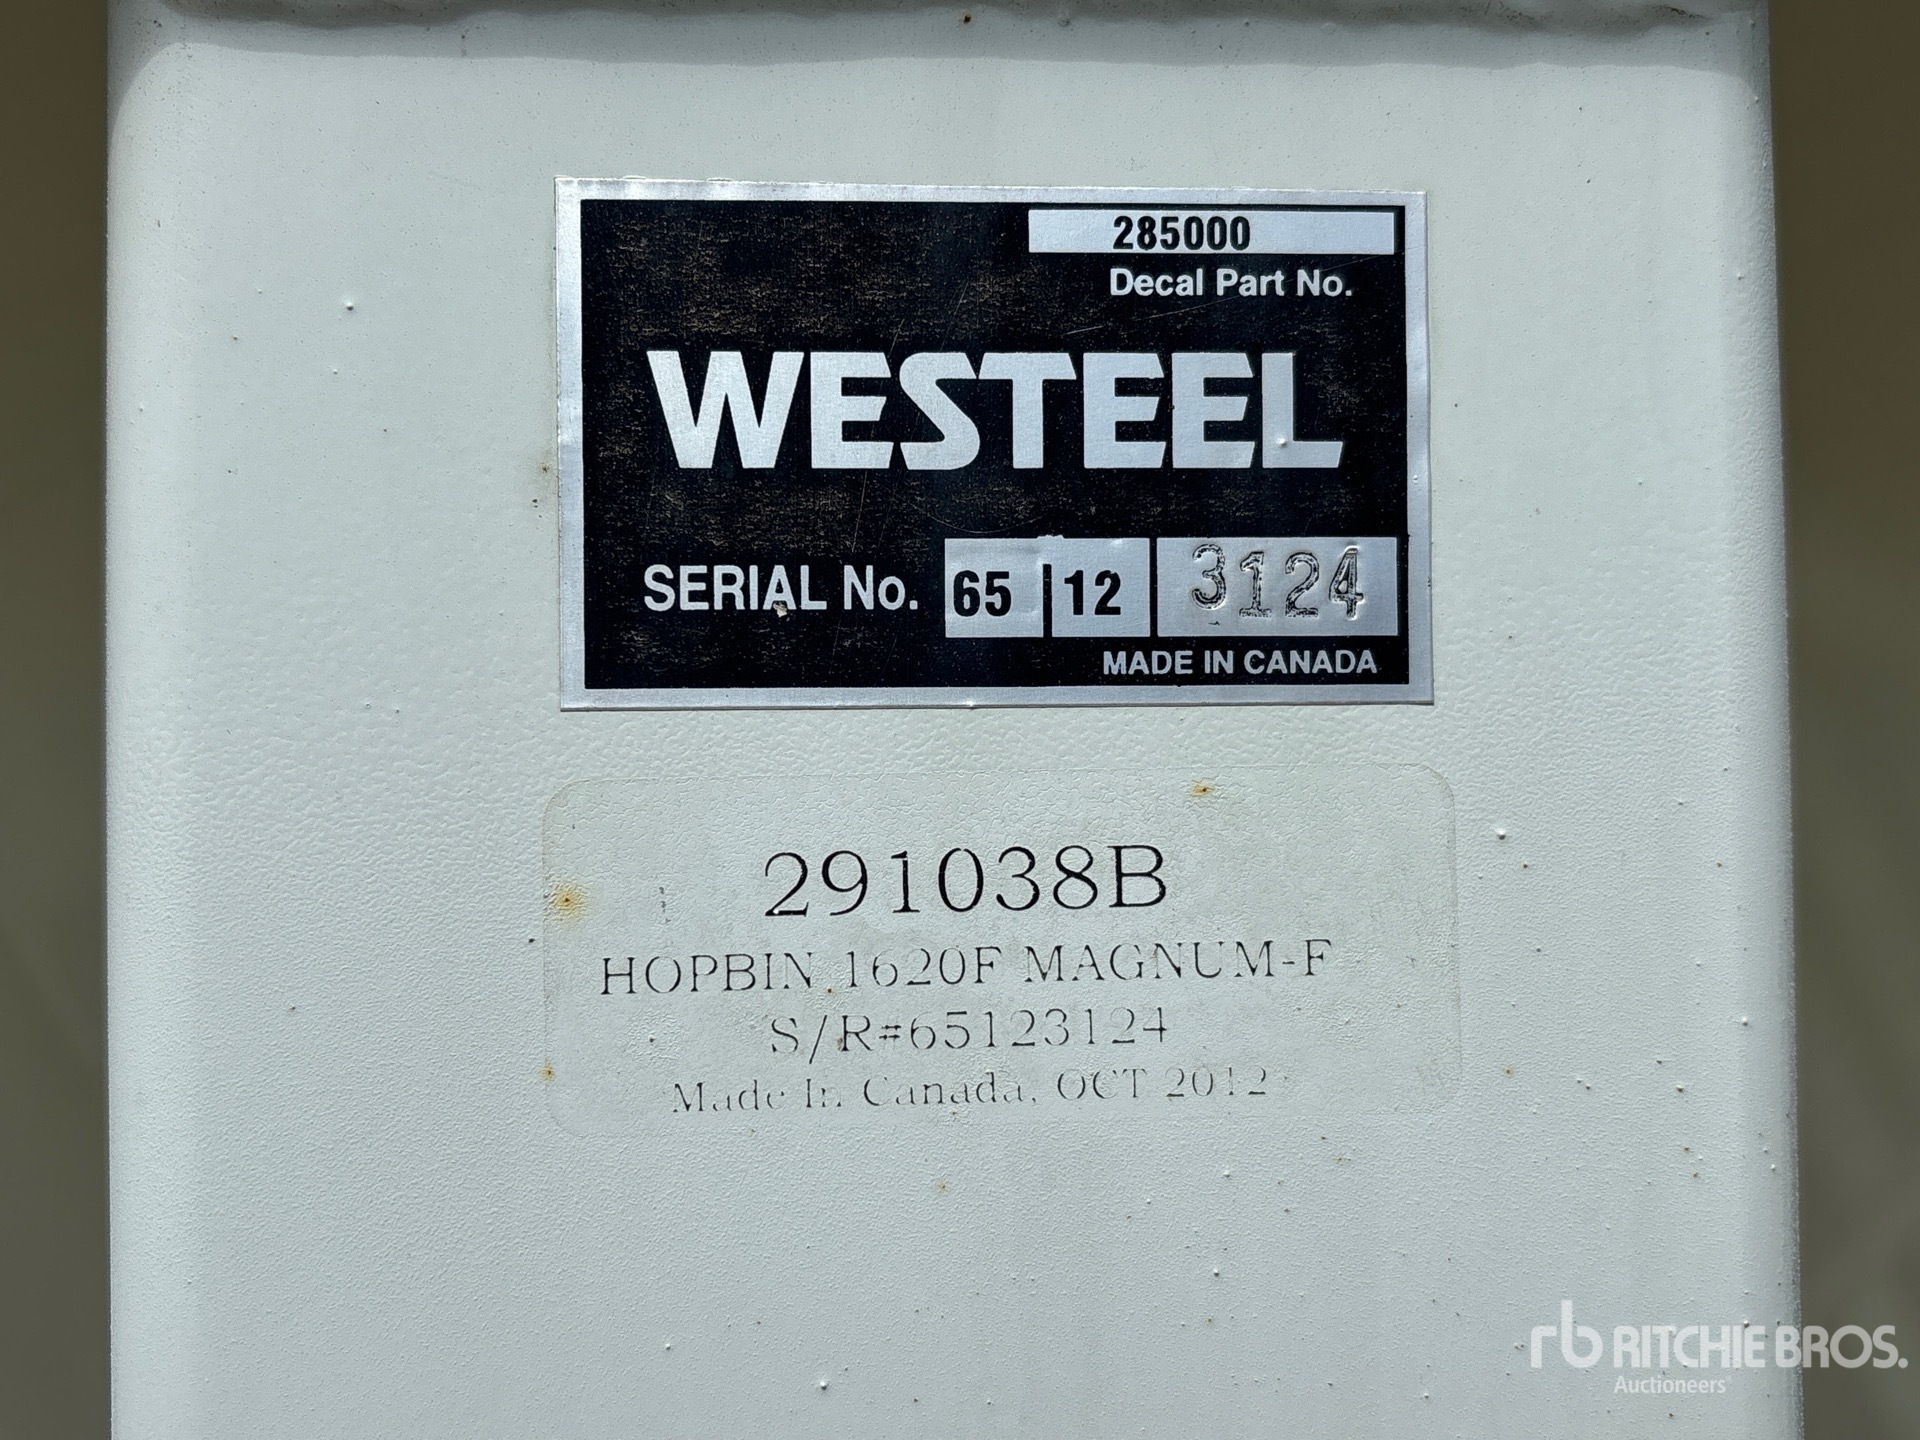 285000
Decal Part No.
WESTEEL
SERIAL No. 65 12 3124
MADE IN CANADA
291038B
HOPBIN 1620F MAGNUM-F
S/R#65123124
Made In Canada, OCT 2012
rb RITCHIE BROS.
Auctioneers